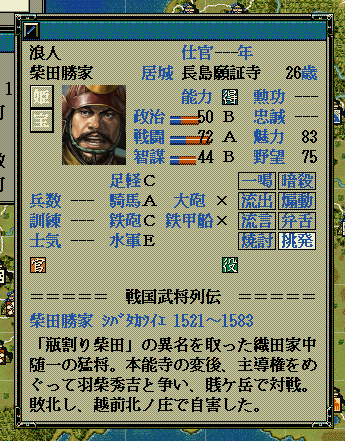 浪人 仕官---年
柴田勝家 居城 長島願証寺 26歳
姫 能力 得 勲功 ---
宝 政治 50 B 忠誠 ---
戦闘 72 A 魅力 83
智謀 44 B 野望 75
足軽C 一喝 暗殺
兵数 --- 騎馬A 大砲 × 流出 煽動
訓練 --- 鉄砲C 鉄甲船× 流言 弁舌
士気 --- 水軍E 焼討 挑発
官 役
===== 戦国武将列伝 =====
柴田勝家 ｼﾊﾞﾀｶﾂｲｴ 1521～1583
「瓶割り柴田」の異名を取った織田家中
随一の猛将。本能寺の変後、主導権をめ
ぐって羽柴秀吉と争い、賤ケ岳で対戦。
敗北し、越前北ノ庄で自害した。